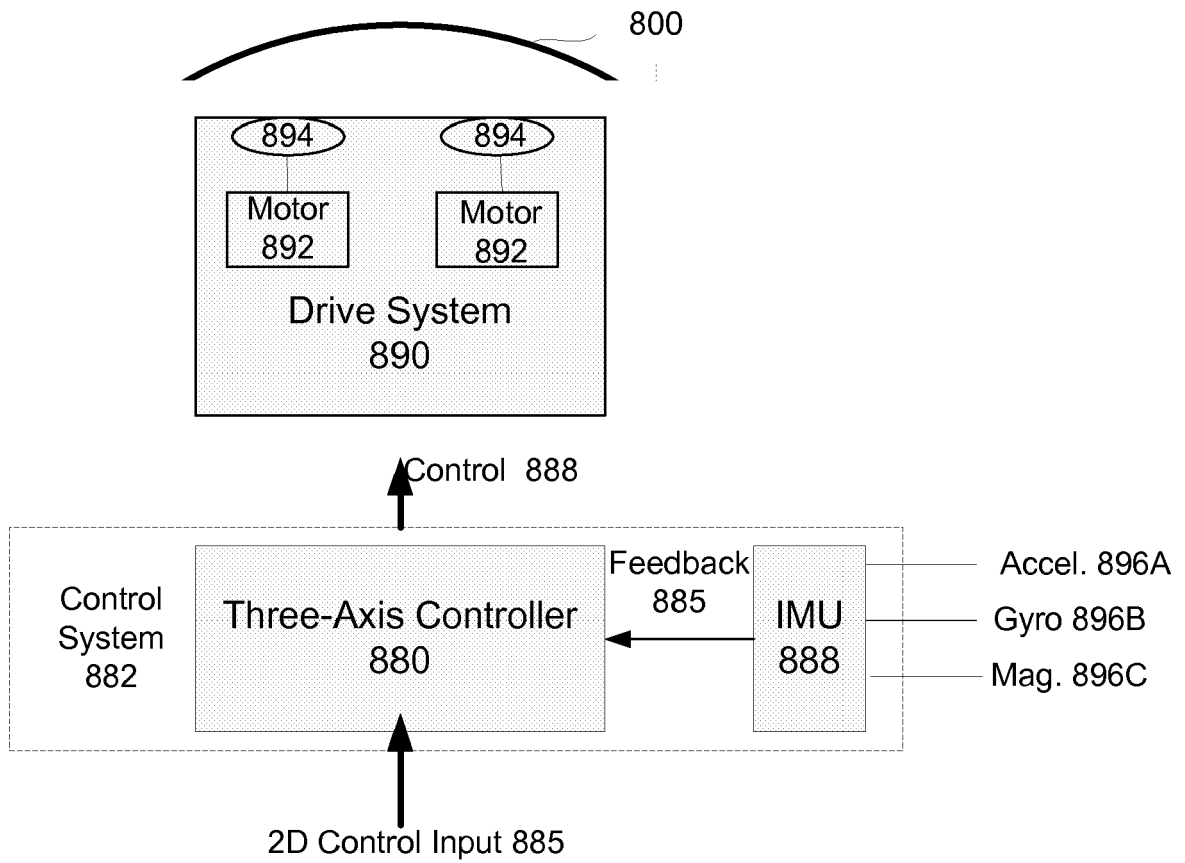 800
894
894
Motor
892
Motor
892
Drive System
890
Control 888
Control
System
882
Three-Axis Controller
880
Feedback
885
IMU
888
Accel. 896A
Gyro 896B
Mag. 896C
2D Control Input 885